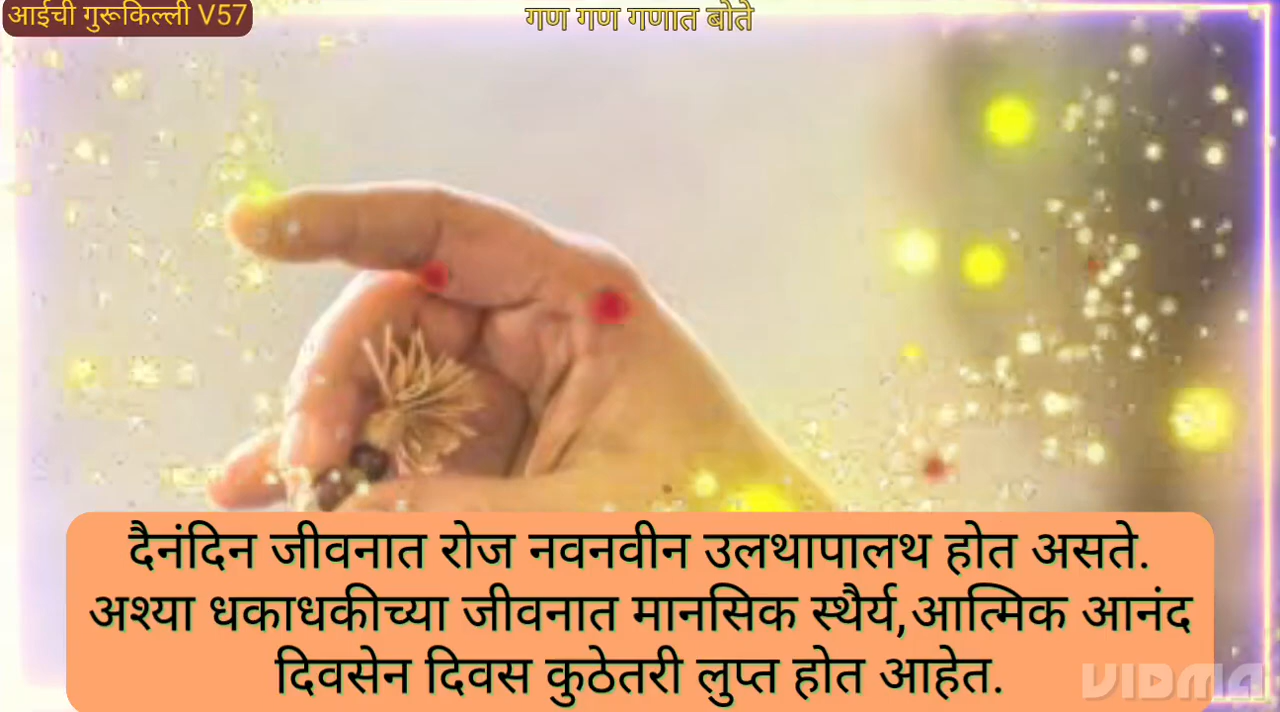 आईची गुरूकिल्ली V57
गण गण गणात बोते
दैनंदिन जीवनात रोज नवनवीन उलथापालथ होत असते.
अश्या धकाधकीच्या जीवनात मानसिक स्थैर्य,आत्मिक आनंद
दिवसेन दिवस कुठेतरी लुप्त होत आहेत.
VIDMA